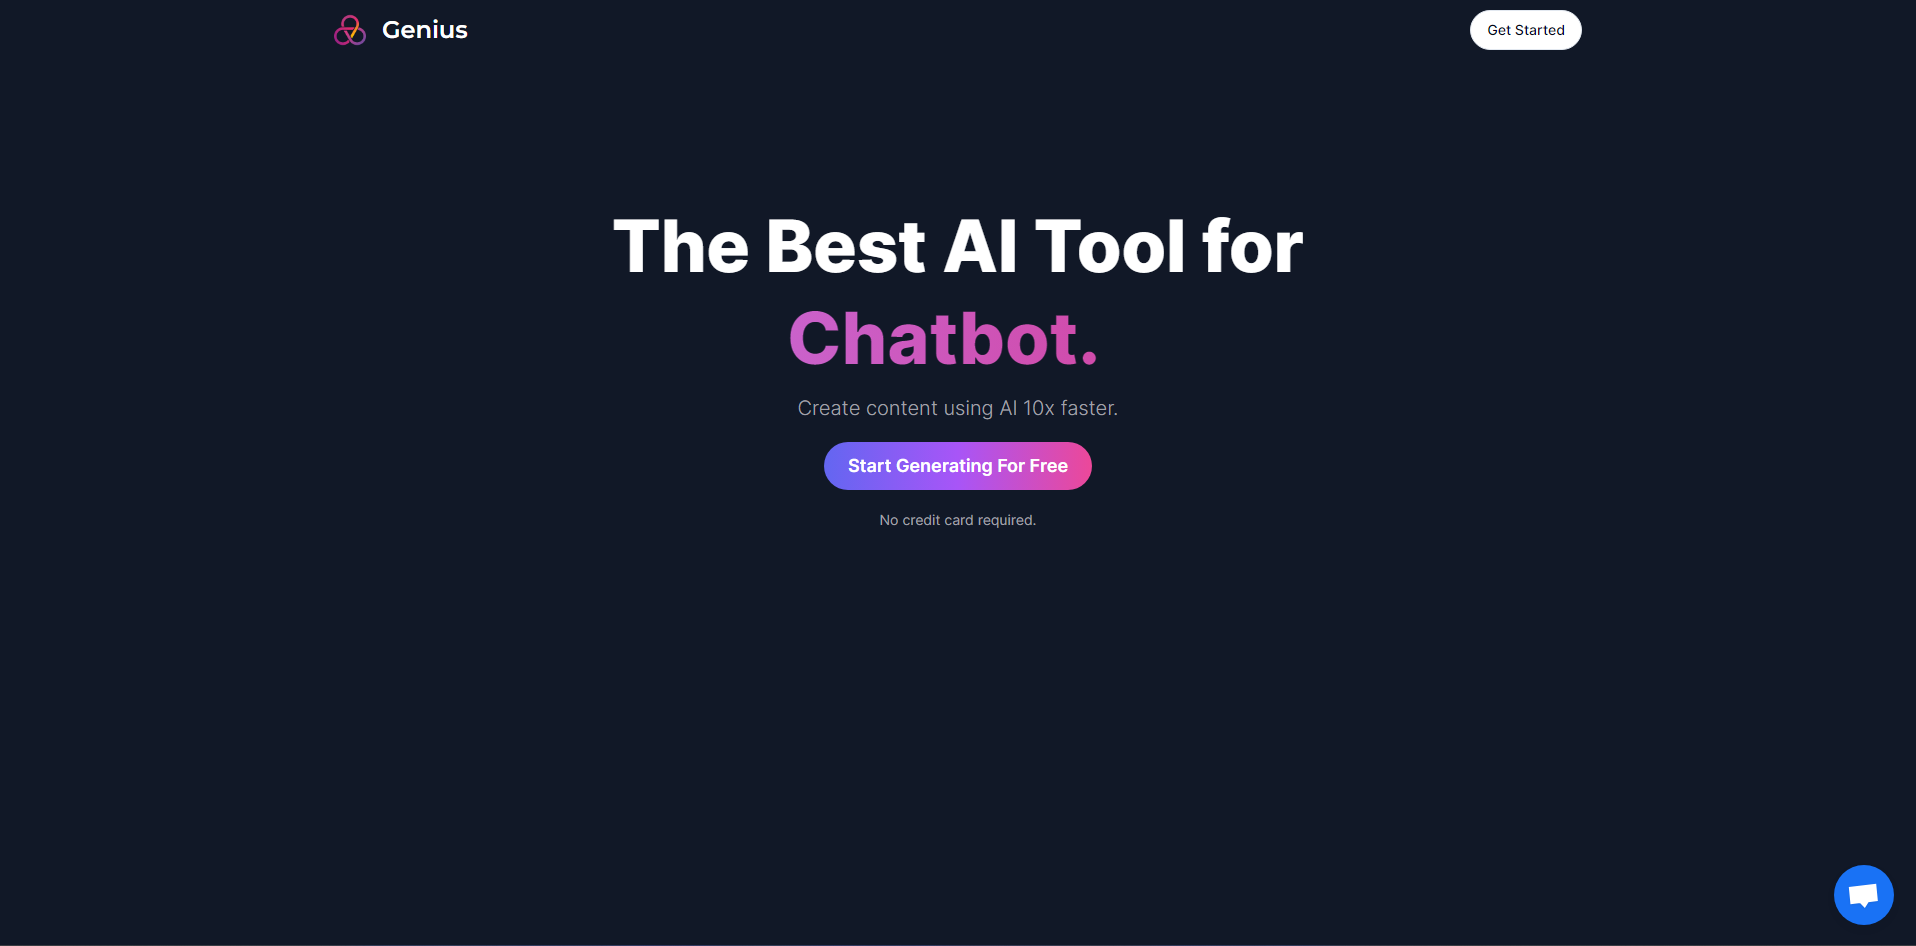 Genius
Get Started
The Best AI Tool for
Chatbot.
Create content using AI 10x faster.
Start Generating For Free
No credit card required.